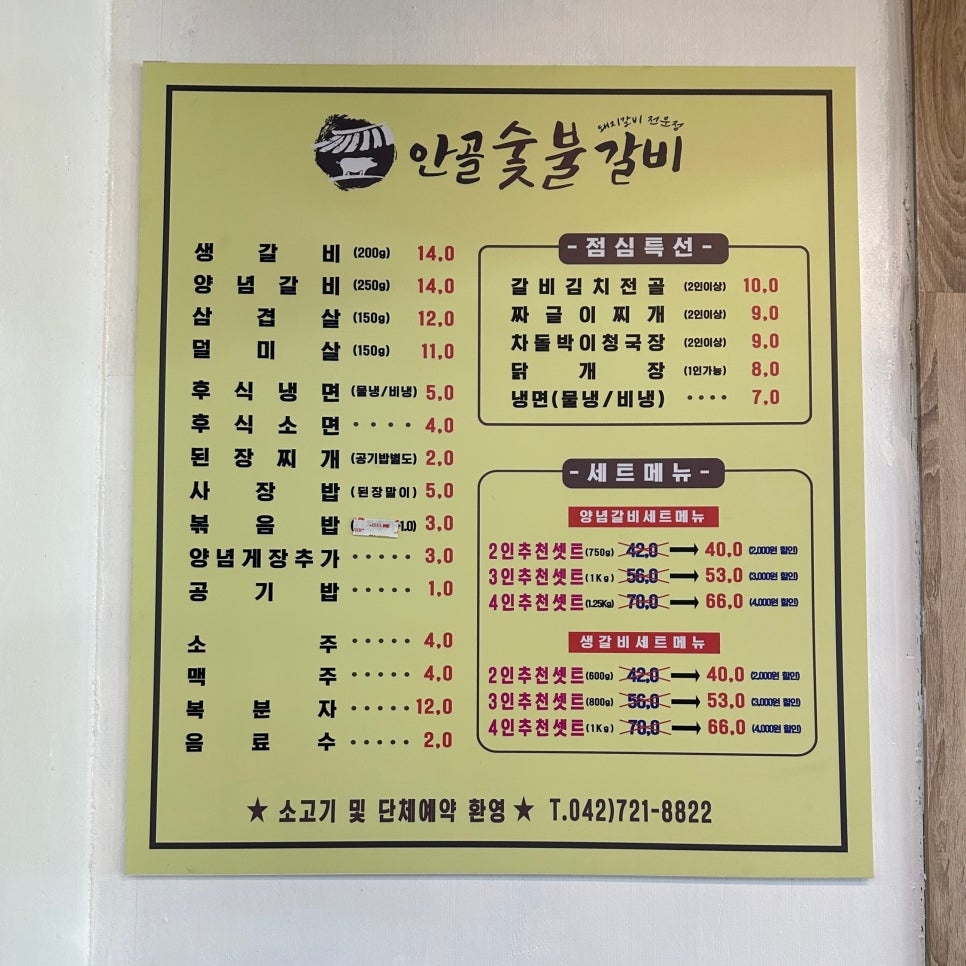 돼지갈비 전문점
안골숯불갈비
생갈비 (200g) 14,0
양념갈비 (250g) 14,0
삼겹살 (150g) 12,0
덜미살 (150g) 11,0
후식냉면 (물냉/비냉) 5,0
후식소면 ···· 4,0
된장찌개 (공기밥별도) 2,0
사장밥 (된장말이) 5,0
볶음밥 1.0) 3,0
양념게장추가 ····· 3,0
공기밥 ····· 1,0
소주 ····· 4,0
맥주 ····· 4,0
복분자 ····· 12,0
음료수 ····· 2,0
- 점심특선 -
갈비김치전골 (2인이상) 10,0
짜글이찌개 (2인이상) 9,0
차돌박이청국장 (2인이상) 9,0
닭개장 (1인가능) 8,0
냉면(물냉/비냉) ···· 7,0
- 세트메뉴 -
양념갈비세트메뉴
2인추천셋트(750g) 42,0 → 40,0 (2,000원 할인)
3인추천셋트(1Kg) 56,0 → 53,0 (3,000원 할인)
4인추천셋트(1.25Kg) 70,0 → 66,0 (4,000원 할인)
생갈비세트메뉴
2인추천셋트(600g) 42,0 → 40,0 (2,000원 할인)
3인추천셋트(800g) 56,0 → 53,0 (3,000원 할인)
4인추천셋트(1Kg) 70,0 → 66,0 (4,000원 할인)
★ 소고기 및 단체예약 환영 ★ T.042)721-8822